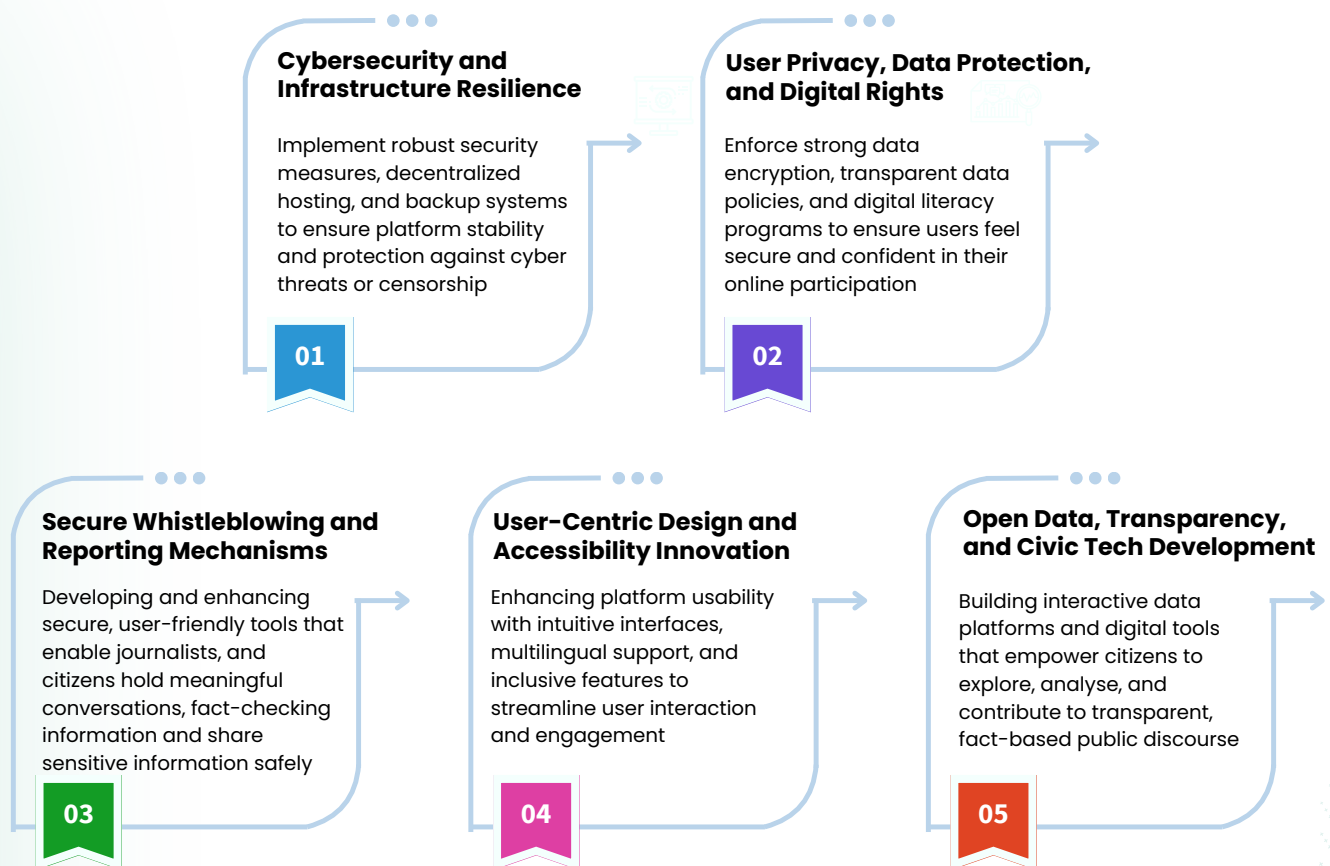 Cybersecurity and
Infrastructure Resilience
Implement robust security
measures, decentralized
hosting, and backup systems
to ensure platform stability
and protection against cyber
threats or censorship
01
User Privacy, Data Protection,
and Digital Rights
Enforce strong data
encryption, transparent data
policies, and digital literacy
programs to ensure users feel
secure and confident in their
online participation
02
Secure Whistleblowing and
Reporting Mechanisms
Developing and enhancing
secure, user-friendly tools that
enable journalists, and
citizens hold meaningful
conversations, fact-checking
information and share
sensitive information safely
03
User-Centric Design and
Accessibility Innovation
Enhancing platform usability
with intuitive interfaces,
multilingual support, and
inclusive features to
streamline user interaction
and engagement
04
Open Data, Transparency,
and Civic Tech Development
Building interactive data
platforms and digital tools
that empower citizens to
explore, analyse, and
contribute to transparent,
fact-based public discourse
05